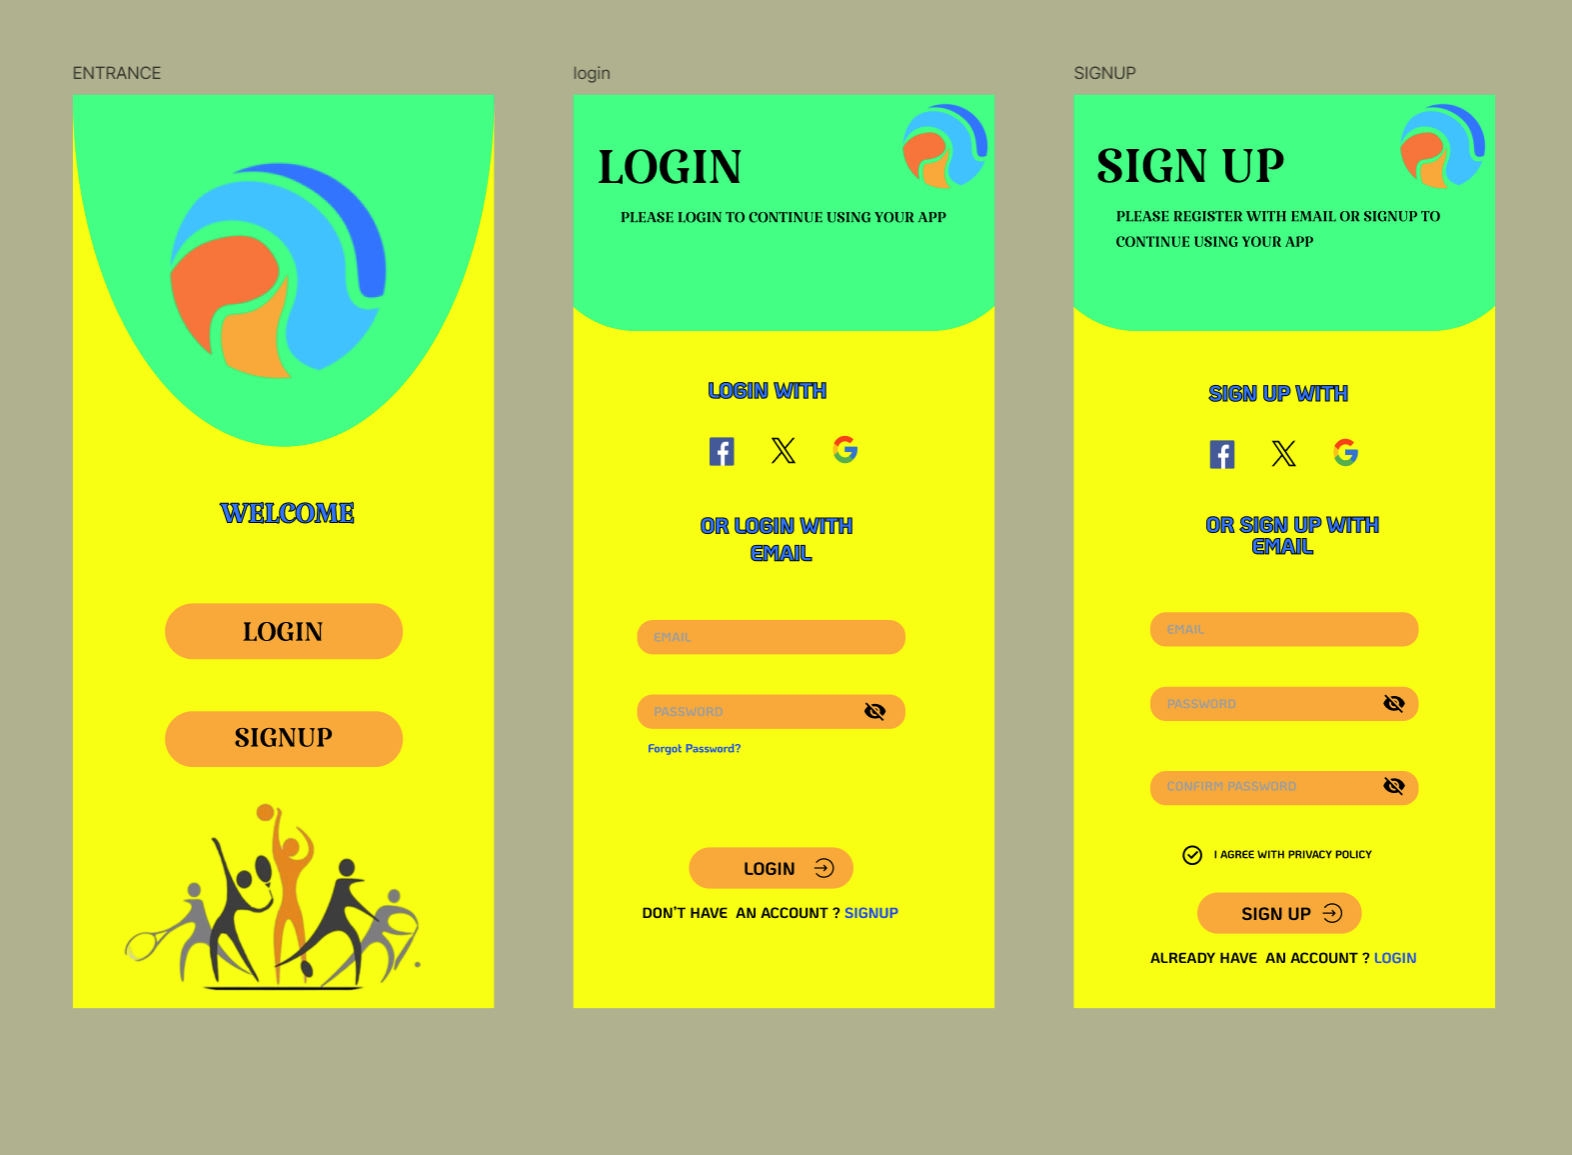 ENTRANCE
WELCOME
LOGIN
SIGNUP
login
LOGIN
PLEASE LOGIN TO CONTINUE USING YOUR APP
LOGIN WITH
OR LOGIN WITH
EMAIL
EMAIL
PASSWORD
Forgot Password?
LOGIN
DON'T HAVE  AN ACCOUNT ? SIGNUP
SIGNUP
SIGN UP
PLEASE REGISTER WITH EMAIL OR SIGNUP TO
CONTINUE USING YOUR APP
SIGN UP WITH
OR SIGN UP WITH
EMAIL
EMAIL
PASSWORD
CONFIRM PASSWORD
I AGREE WITH PRIVACY POLICY
SIGN UP
ALREADY HAVE  AN ACCOUNT ? LOGIN